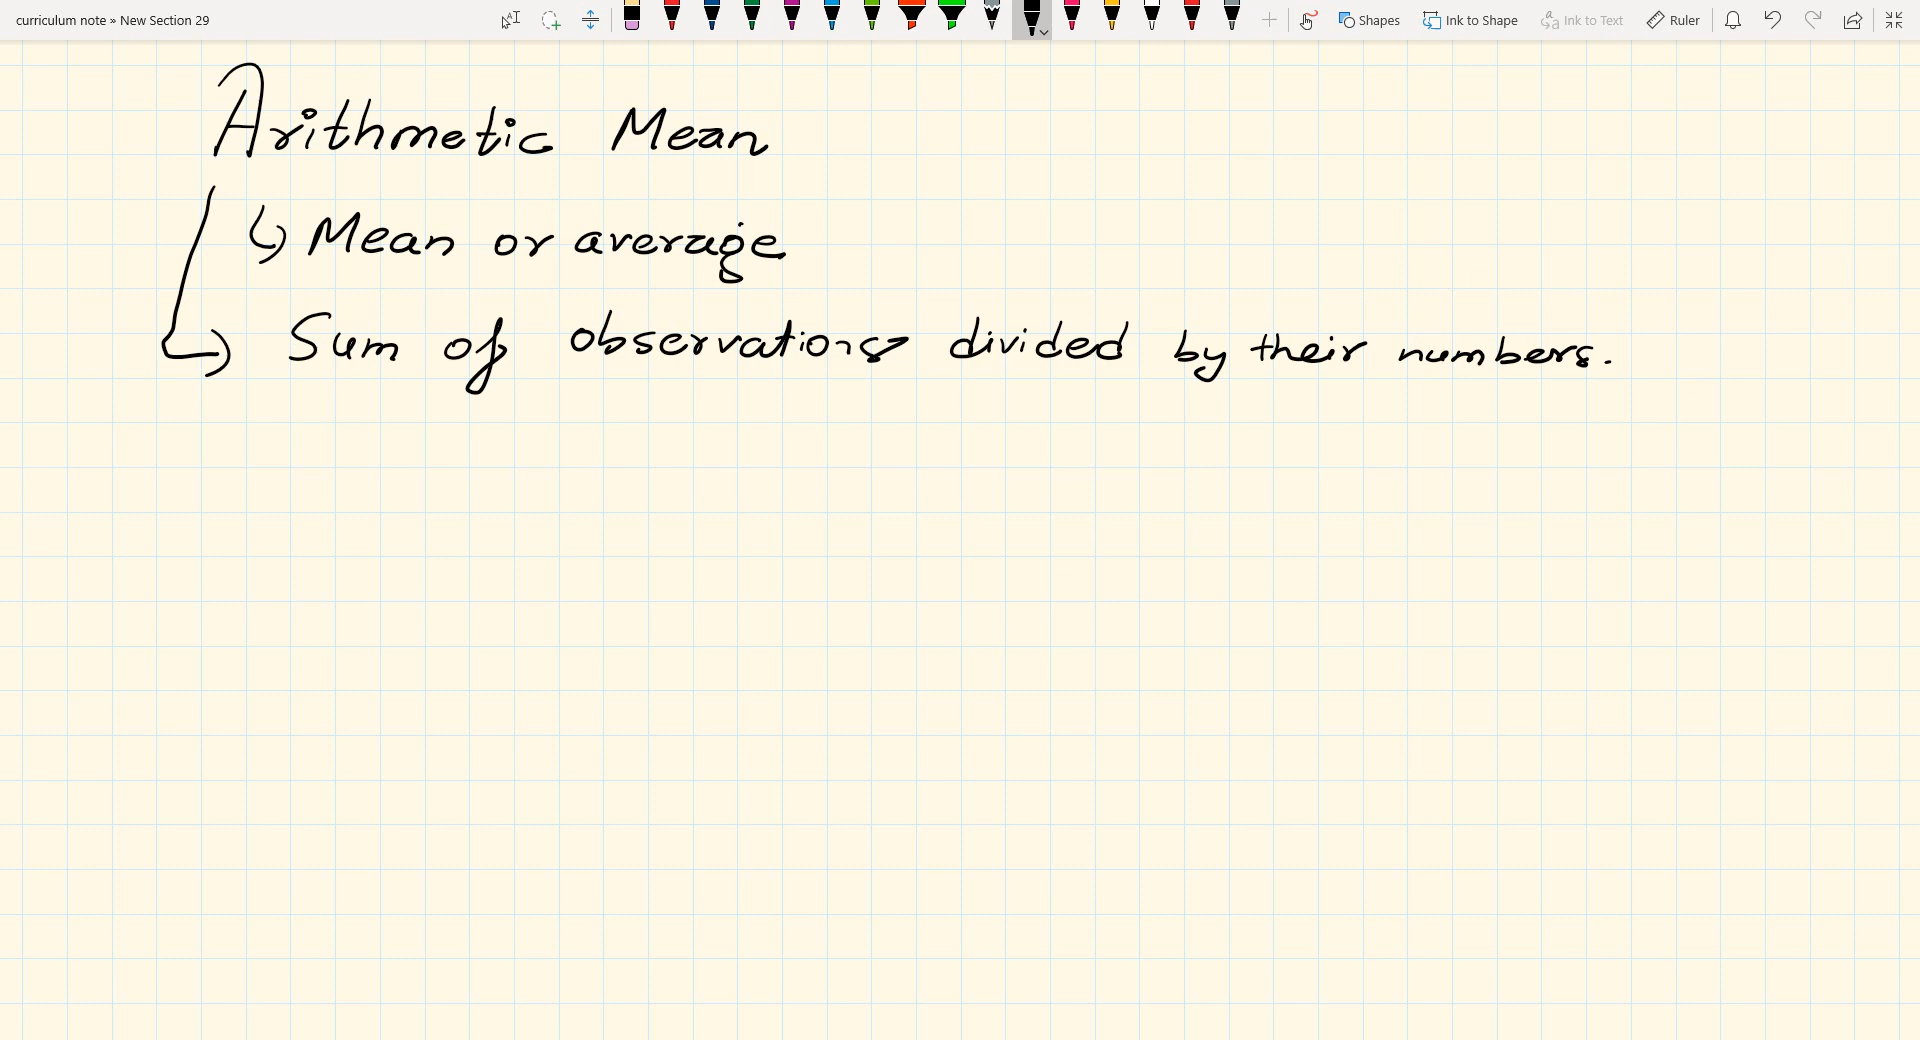 curriculum note » New Section 29
Shapes Ink to Shape Ink to Text Ruler
Arithmetic Mean
↳ Mean or average
↳ Sum of observations divided by their numbers.